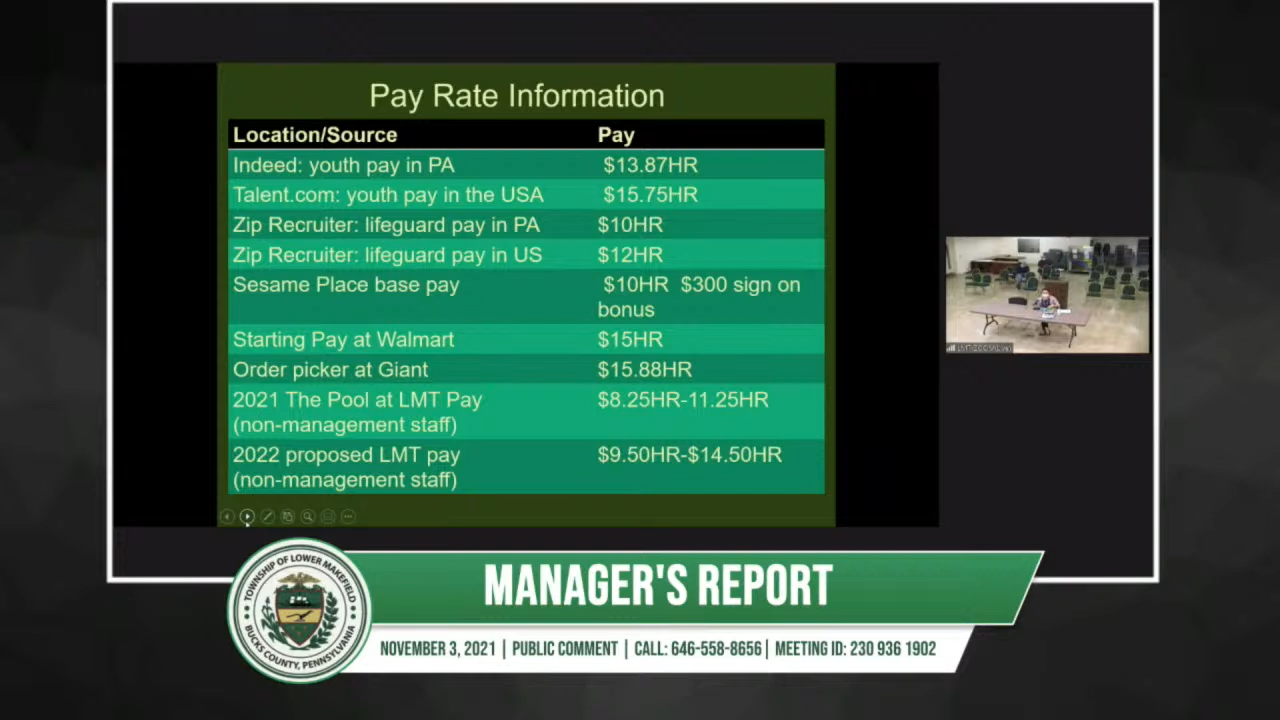 Pay Rate Information
Location/Source Pay
Indeed: youth pay in PA $13.87HR
Talent.com: youth pay in the USA $15.75HR
Zip Recruiter: lifeguard pay in PA $10HR
Zip Recruiter: lifeguard pay in US $12HR
Sesame Place base pay $10HR $300 sign on
bonus
Starting Pay at Walmart $15HR
Order picker at Giant $15.88HR
2021 The Pool at LMT Pay $8.25HR-11.25HR
(non-management staff)
2022 proposed LMT pay $9.50HR-$14.50HR
(non-management staff)
TOWNSHIP OF LOWER MAKEFIELD
BUCKS COUNTY, PENNSYLVANIA
MANAGER'S REPORT
NOVEMBER 3, 2021 | PUBLIC COMMENT | CALL: 646-558-8656 | MEETING ID: 230 936 1902